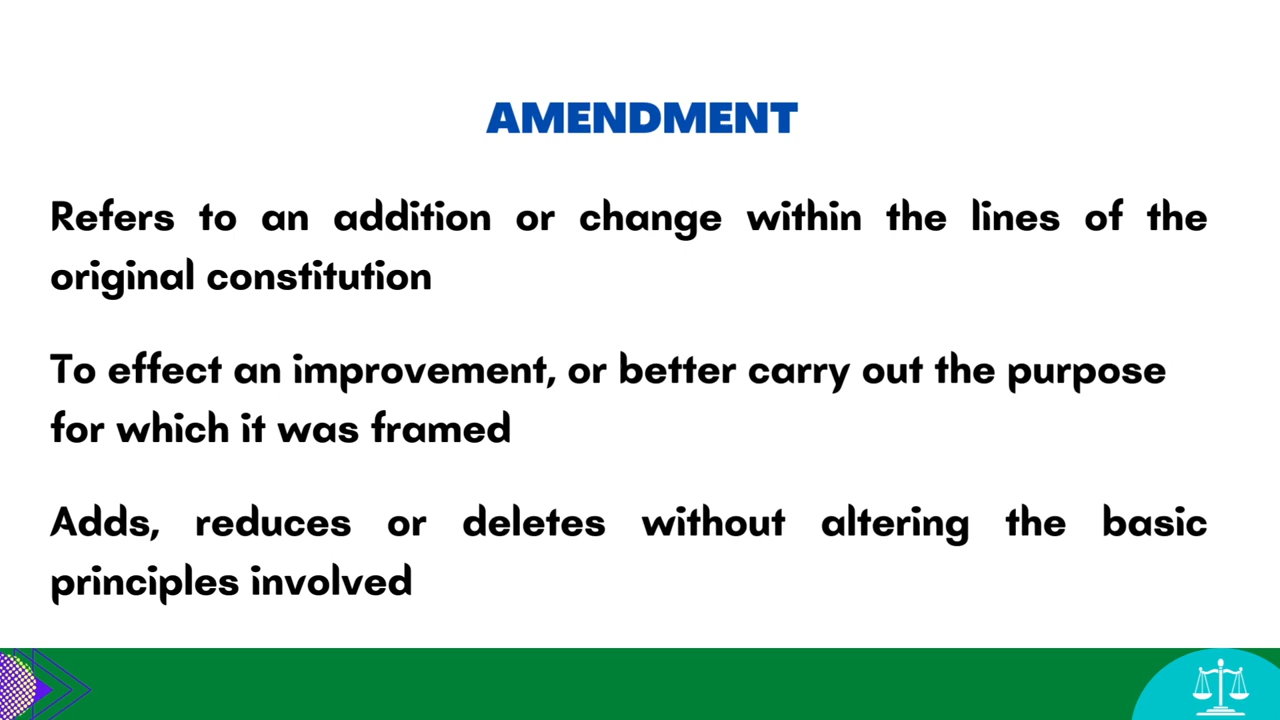 AMENDMENT
Refers to an addition or change within the lines of the
original constitution
To effect an improvement, or better carry out the purpose
for which it was framed
Adds, reduces or deletes without altering the basic
principles involved